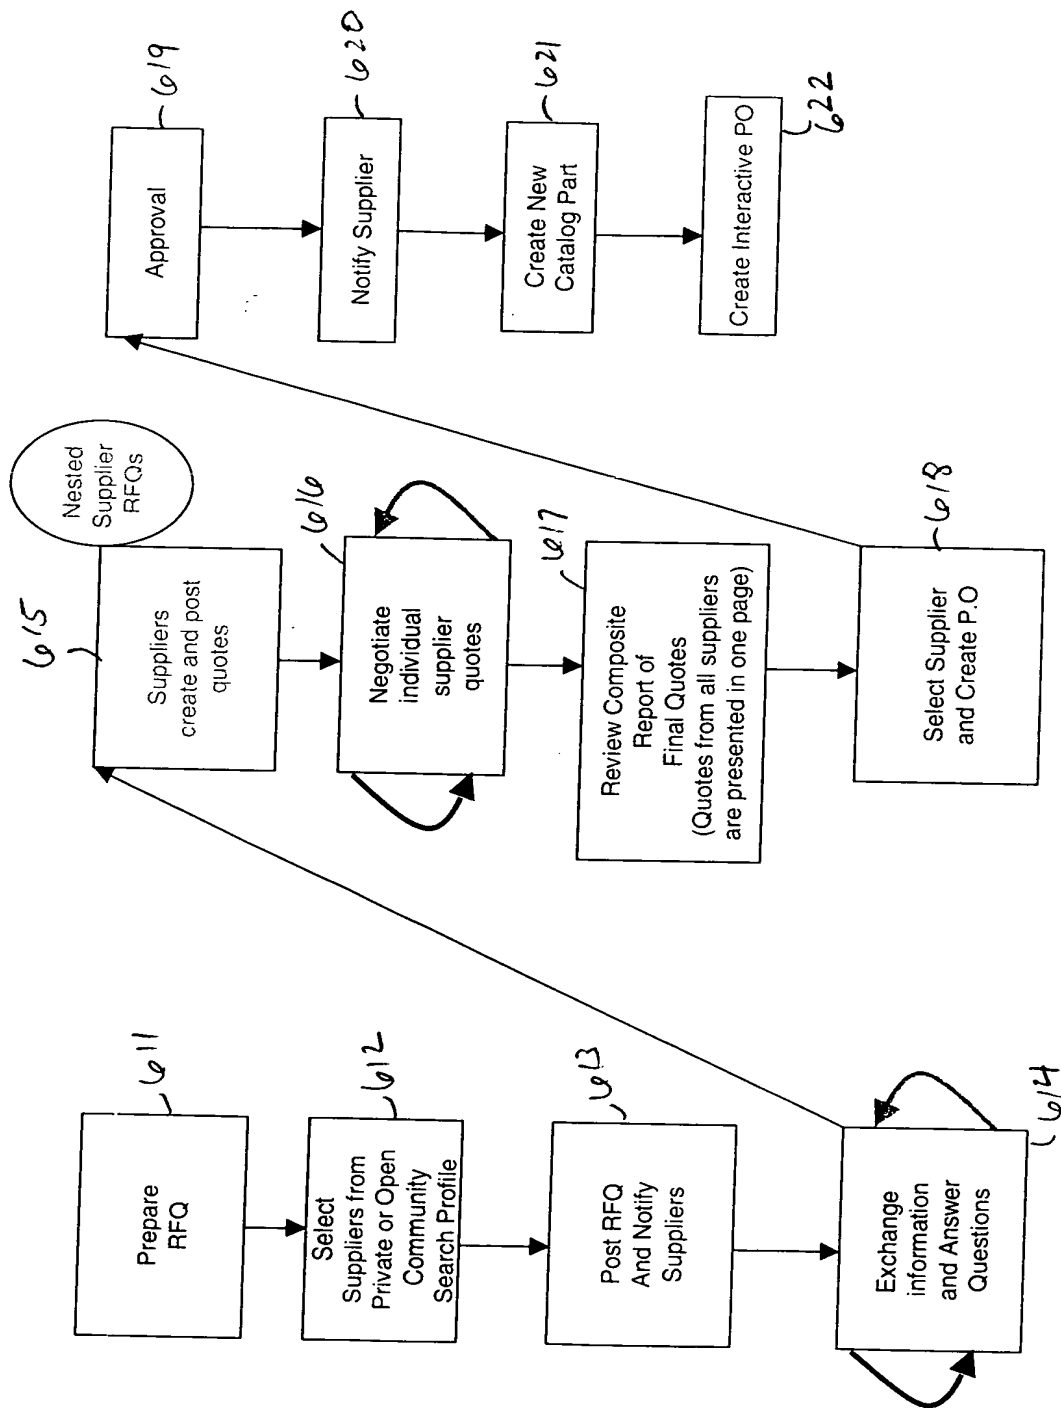 Prepare
RFQ
611
Select
Suppliers from
Private or Open
Community
Search Profile
612
Post RFQ
And Notify
Suppliers
613
Exchange
information
and Answer
Questions
614
Suppliers
create and post
quotes
615
Nested
Supplier
RFQs
Negotiate
individual
supplier
quotes
616
Review Composite
Report of
Final Quotes
(Quotes from all suppliers
are presented in one page)
617
Select Supplier
and Create P.O
618
Approval
619
Notify Supplier
620
Create New
Catalog Part
621
Create Interactive PO
622